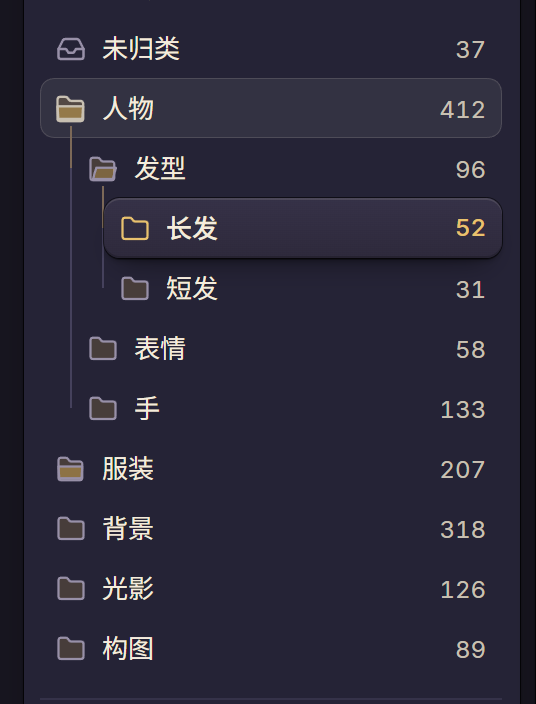 未归类 37
人物 412
发型 96
长发 52
短发 31
表情 58
手 133
服装 207
背景 318
光影 126
构图 89